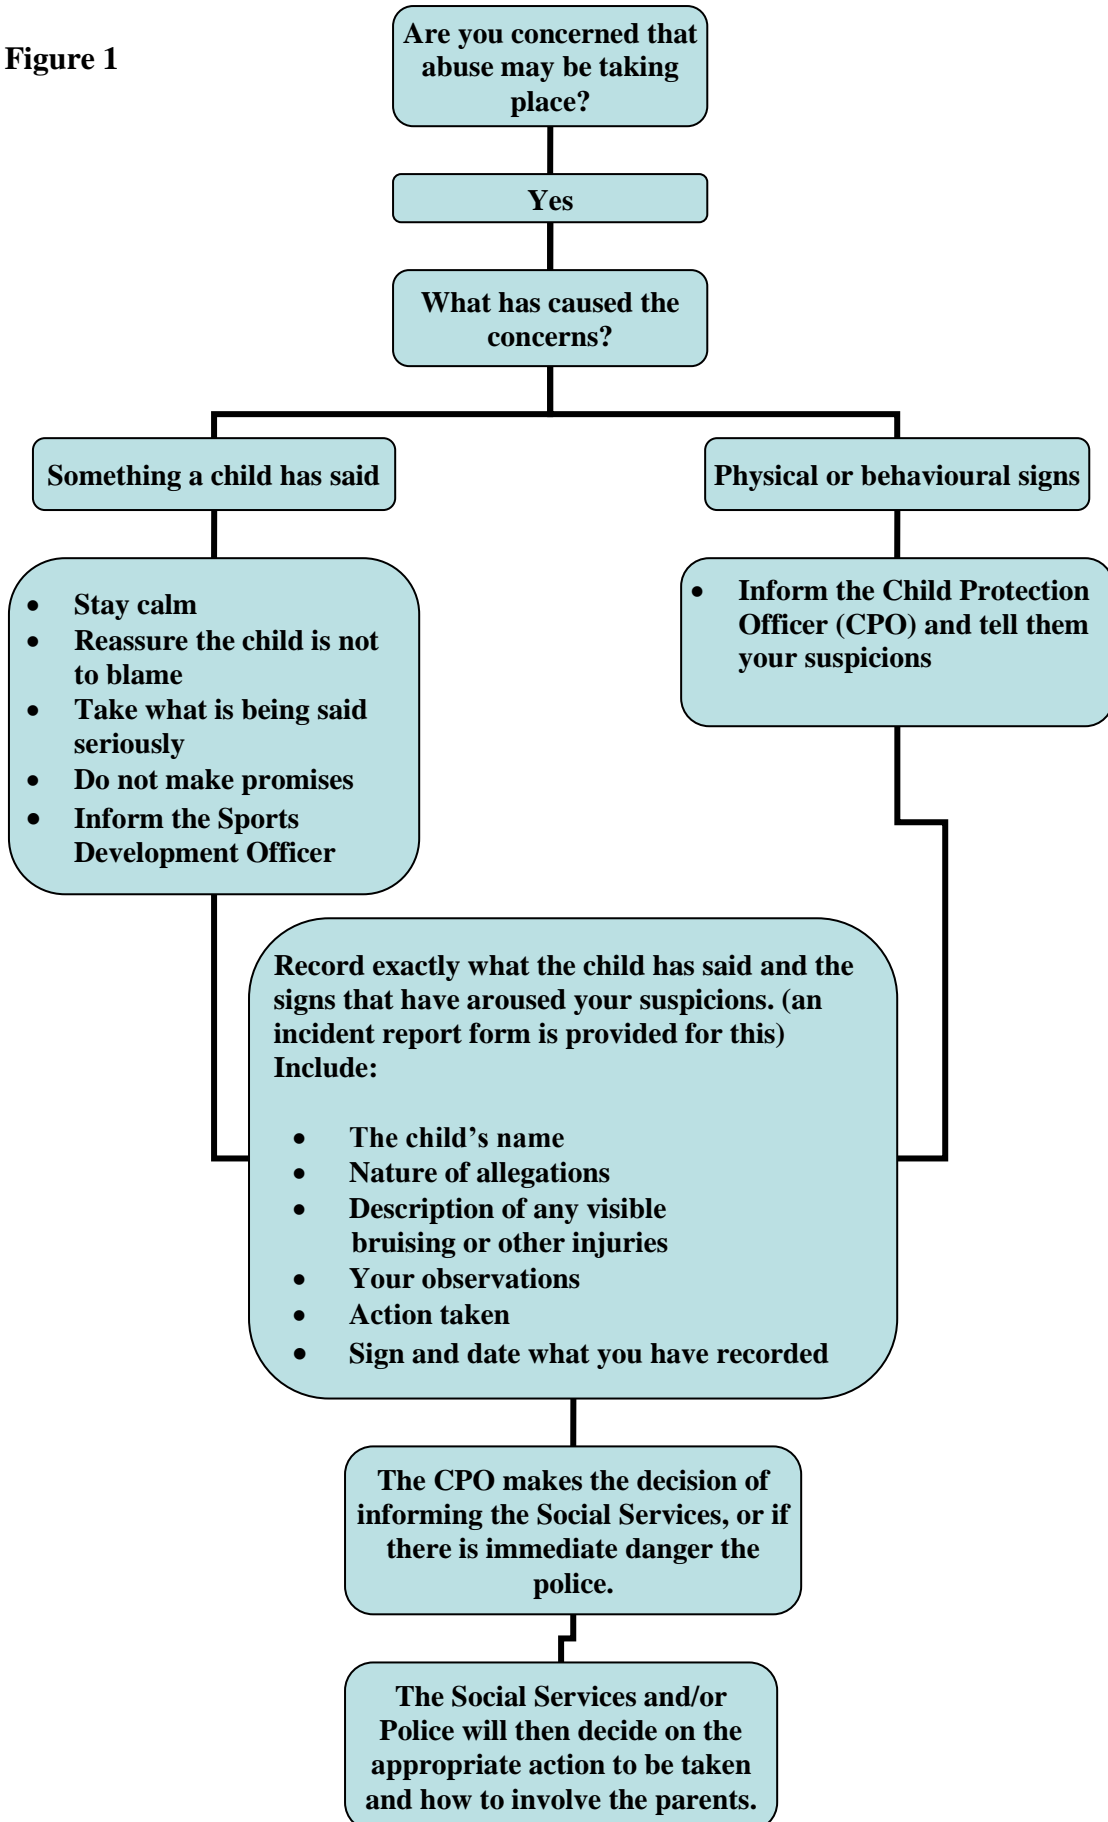 Figure 1
Are you concerned that
abuse may be taking
place?
Yes
What has caused the
concerns?
Something a child has said
• Stay calm
• Reassure the child is not
to blame
• Take what is being said
seriously
• Do not make promises
• Inform the Sports
Development Officer
Physical or behavioural signs
• Inform the Child Protection
Officer (CPO) and tell them
your suspicions
Record exactly what the child has said and the
signs that have aroused your suspicions. (an
incident report form is provided for this)
Include:
• The child’s name
• Nature of allegations
• Description of any visible
bruising or other injuries
• Your observations
• Action taken
• Sign and date what you have recorded
The CPO makes the decision of
informing the Social Services, or if
there is immediate danger the
police.
The Social Services and/or
Police will then decide on the
appropriate action to be taken
and how to involve the parents.